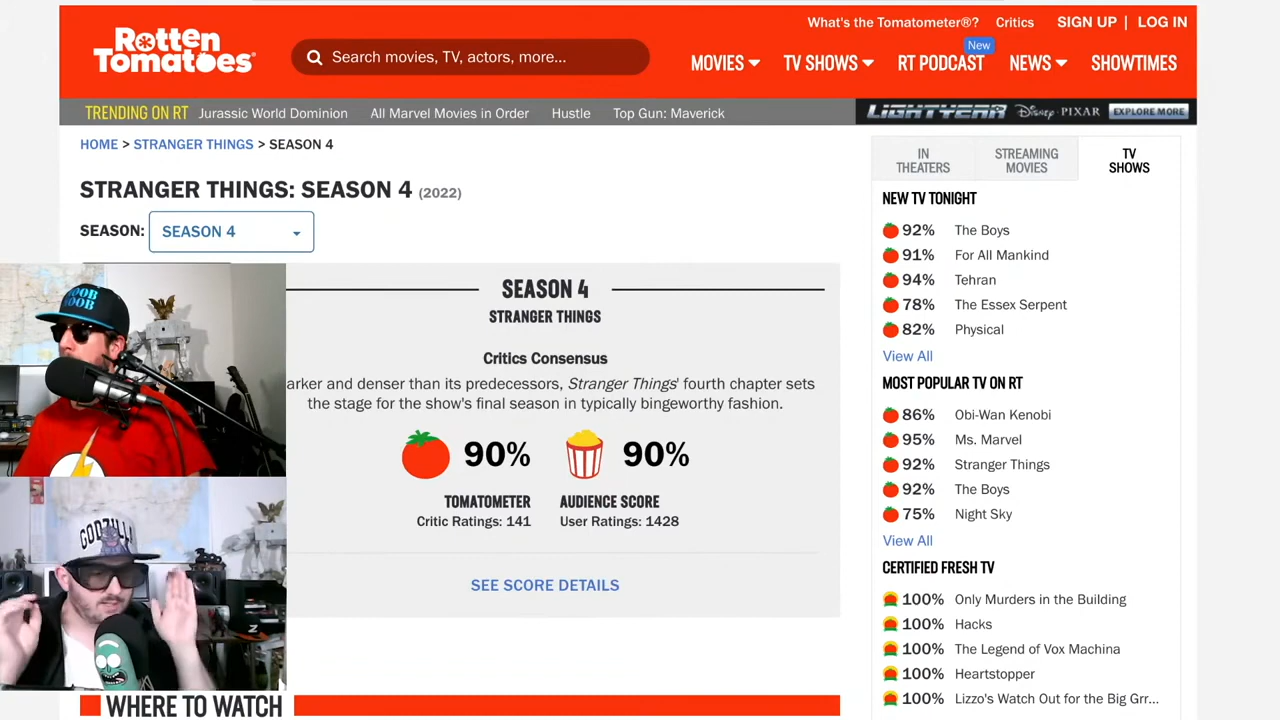 What's the Tomatometer®? Critics SIGN UP | LOG IN
Rotten
Tomatoes
Search movies, TV, actors, more...
New
MOVIES TV SHOWS RT PODCAST NEWS SHOWTIMES
TRENDING ON RT Jurassic World Dominion All Marvel Movies in Order Hustle Top Gun: Maverick
LIGHTYEAR Disney·PIXAR EXPLORE MORE
HOME > STRANGER THINGS > SEASON 4
STRANGER THINGS: SEASON 4 (2022)
SEASON: SEASON 4
SEASON 4
STRANGER THINGS
Critics Consensus
arker and denser than its predecessors, Stranger Things' fourth chapter sets
the stage for the show's final season in typically bingeworthy fashion.
90% 90%
TOMATOMETER AUDIENCE SCORE
Critic Ratings: 141 User Ratings: 1428
SEE SCORE DETAILS
WHERE TO WATCH
NOOB
NOOB
GODZILLA
Z
IN
THEATERS
STREAMING
MOVIES
TV
SHOWS
NEW TV TONIGHT
92% The Boys
91% For All Mankind
94% Tehran
78% The Essex Serpent
82% Physical
View All
MOST POPULAR TV ON RT
86% Obi-Wan Kenobi
95% Ms. Marvel
92% Stranger Things
92% The Boys
75% Night Sky
View All
CERTIFIED FRESH TV
100% Only Murders in the Building
100% Hacks
100% The Legend of Vox Machina
100% Heartstopper
100% Lizzo's Watch Out for the Big Grr...